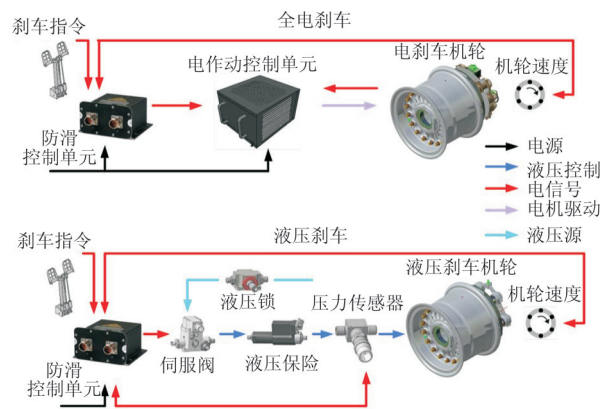 全电刹车
刹车指令
电作动控制单元
电刹车机轮
机轮速度
防滑
控制单元
电源
液压控制
电信号
电机驱动
液压源
刹车指令
液压刹车
液压刹车机轮
液压锁
压力传感器
机轮速度
防滑
控制单元
伺服阀
液压保险